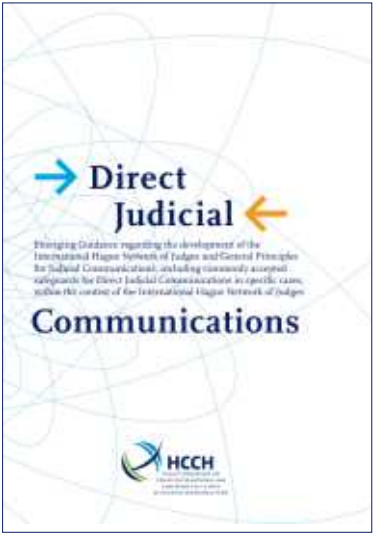 Direct
Judicial
Emerging Guidance regarding the development of the
International Hague Network of Judges and General Principles
for Judicial Communications, including commonly accepted
safeguards for Direct Judicial Communications in specific cases,
within the context of the International Hague Network of Judges
Communications
HCCH